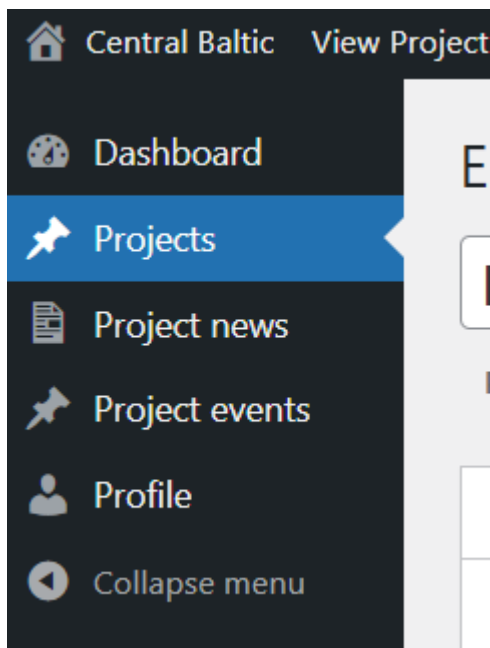 Central Baltic View Project
Dashboard
Projects
Project news
Project events
Profile
Collapse menu